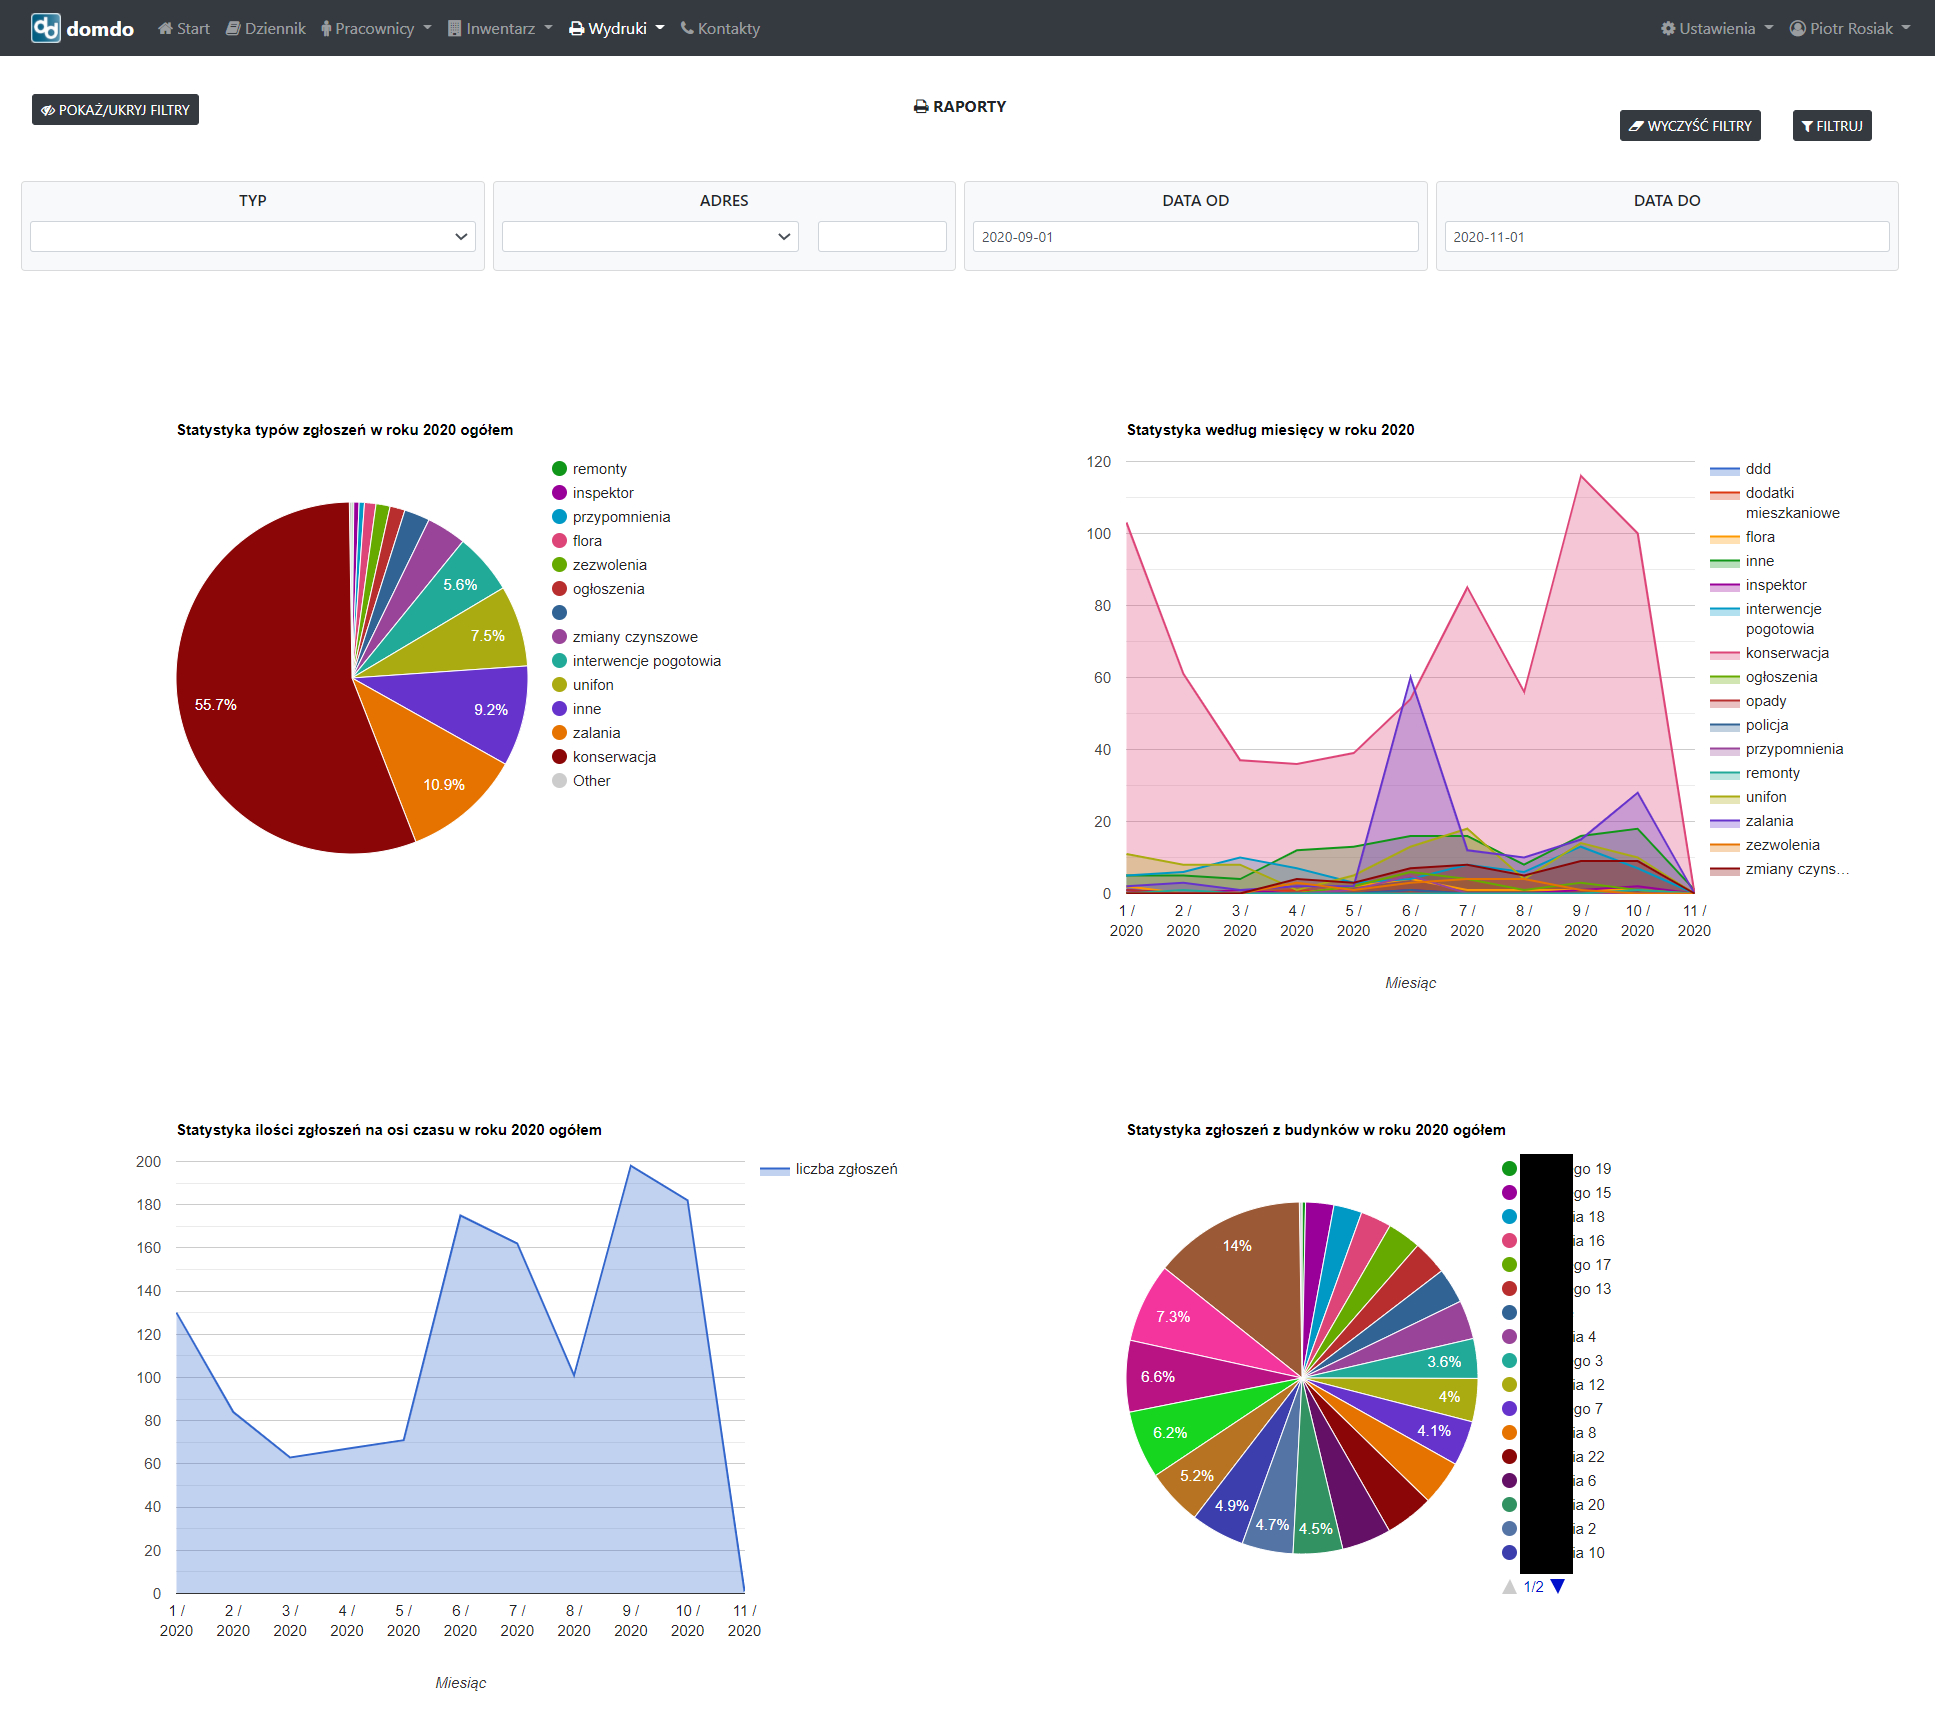 domdo Start Dziennik Pracownicy Inwentarz Wydruki Kontakty Ustawienia Piotr Rosiak
POKAŻ/UKRYJ FILTRY
RAPORTY
WYCZYŚĆ FILTRY FILTRUJ
TYP ADRES DATA OD DATA DO
2020-09-01 2020-11-01
Statystyka typów zgłoszeń w roku 2020 ogółem
remonty
inspektor
przypomnienia
flora
zezwolenia
ogłoszenia
zmiany czynszowe
interwencje pogotowia
unifon
inne
zalania
konserwacja
Other
5.6%
7.5%
9.2%
10.9%
55.7%
Statystyka według miesięcy w roku 2020
120
100
80
60
40
20
0
1 / 2 / 3 / 4 / 5 / 6 / 7 / 8 / 9 / 10 / 11 /
2020 2020 2020 2020 2020 2020 2020 2020 2020 2020 2020
Miesiąc
ddd
dodatki
mieszkaniowe
flora
inne
inspektor
interwencje
pogotowia
konserwacja
ogłoszenia
opady
policja
przypomnienia
remonty
unifon
zalania
zezwolenia
zmiany czyns...
Statystyka ilości zgłoszeń na osi czasu w roku 2020 ogółem
200
180
160
140
120
100
80
60
40
20
0
1 / 2 / 3 / 4 / 5 / 6 / 7 / 8 / 9 / 10 / 11 /
2020 2020 2020 2020 2020 2020 2020 2020 2020 2020 2020
Miesiąc
liczba zgłoszeń
Statystyka zgłoszeń z budynków w roku 2020 ogółem
14%
7.3%
6.6%
6.2%
5.2%
4.9%
4.7%
4.5%
4.1%
4%
3.6%
go 19
go 15
ia 18
ia 16
go 17
go 13
ia 4
go 3
ia 12
go 7
ia 8
ia 22
ia 6
ia 20
ia 2
ia 10
1/2